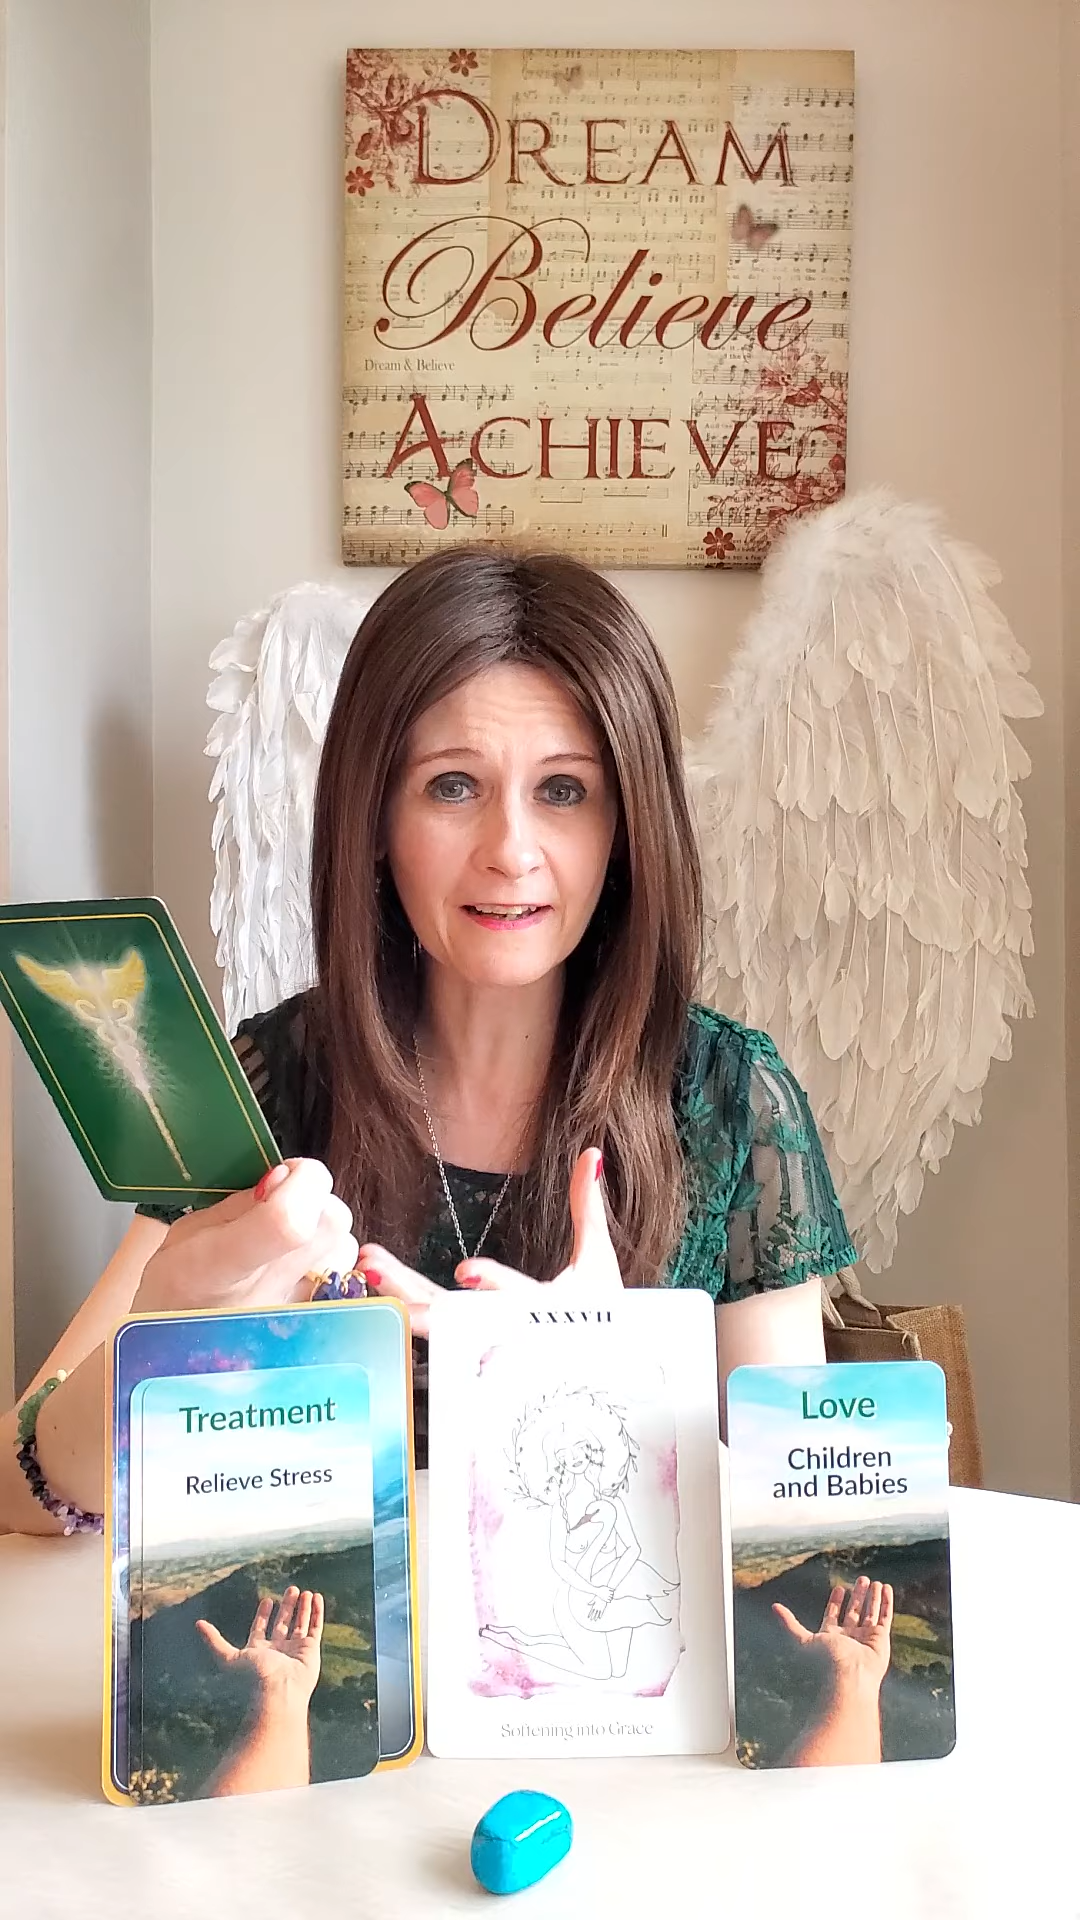 DREAM
Believe
Dream & Believe
ACHIEVE
XXXVII
Treatment
Relieve Stress
Softening into Grace
Love
Children
and Babies